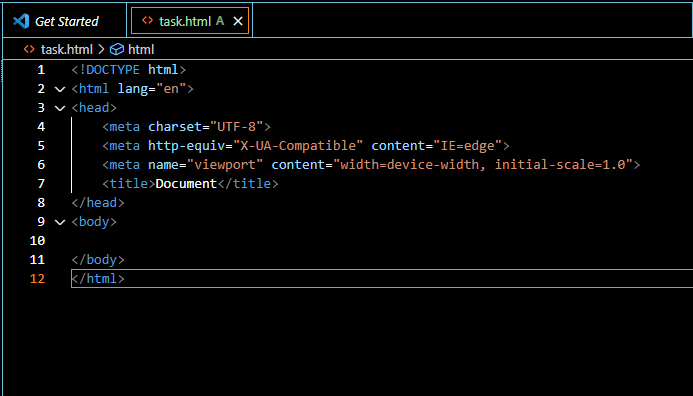 Get Started
task.html A
task.html > html
1 <!DOCTYPE html>
2 <html lang="en">
3 <head>
4     <meta charset="UTF-8">
5     <meta http-equiv="X-UA-Compatible" content="IE=edge">
6     <meta name="viewport" content="width=device-width, initial-scale=1.0">
7     <title>Document</title>
8 </head>
9 <body>
10
11 </body>
12 </html>